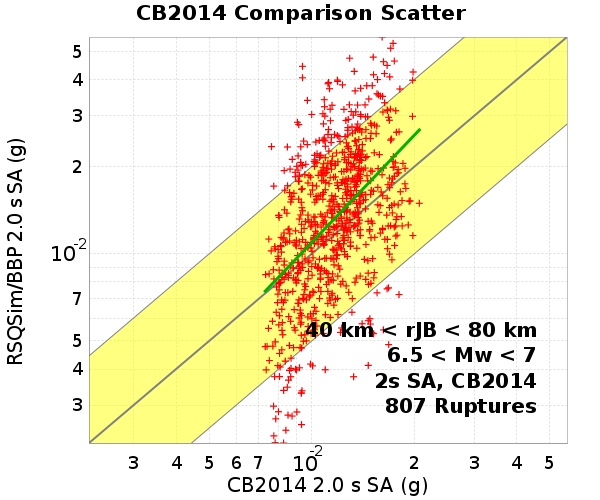 CB2014 Comparison Scatter
RSQSim/BBP 2.0 s SA (g)
5
4
3
2
10-2
7
5
4
3
40 km < rJB < 80 km
6.5 < Mw < 7
2s SA, CB2014
807 Ruptures
3 4 5 6 7 10-2 2 3 4 5
CB2014 2.0 s SA (g)